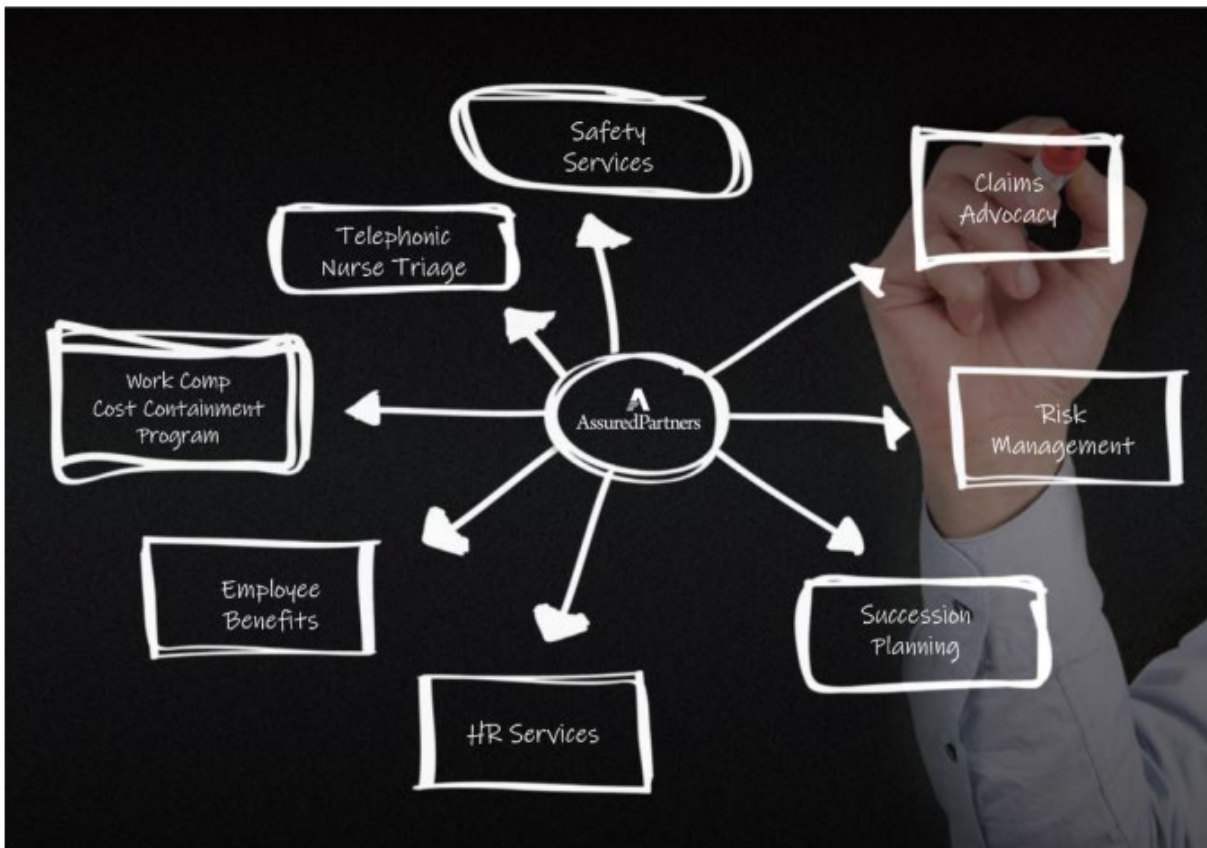 Safety
Services
Claims
Advocacy
Telephonic
Nurse Triage
Work Comp
Cost Containment
Program
AssuredPartners
Risk
Management
Employee
Benefits
Succession
Planning
HR Services